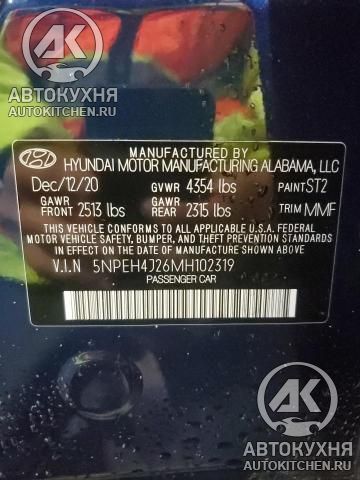 АК
АВТОКУХНЯ
AUTOKITCHEN.RU
MANUFACTURED BY
HYUNDAI MOTOR MANUFACTURING ALABAMA, LLC
Dec/12/20 GVWR 4354 lbs PAINT ST2
GAWR FRONT 2513 lbs GAWR REAR 2315 lbs TRIM MMF
THIS VEHICLE CONFORMS TO ALL APPLICABLE U.S.A FEDERAL
MOTOR VEHICLE SAFETY, BUMPER, AND THEFT PREVENTION
STANDARDS IN EFFECT ON THE DATE OF MANUFACTURE SHOWN ABOVE.
V.I.N 5NPEH4J26MH102319
PASSENGER CAR
АК
АВТОКУХНЯ
AUTOKITCHEN.RU